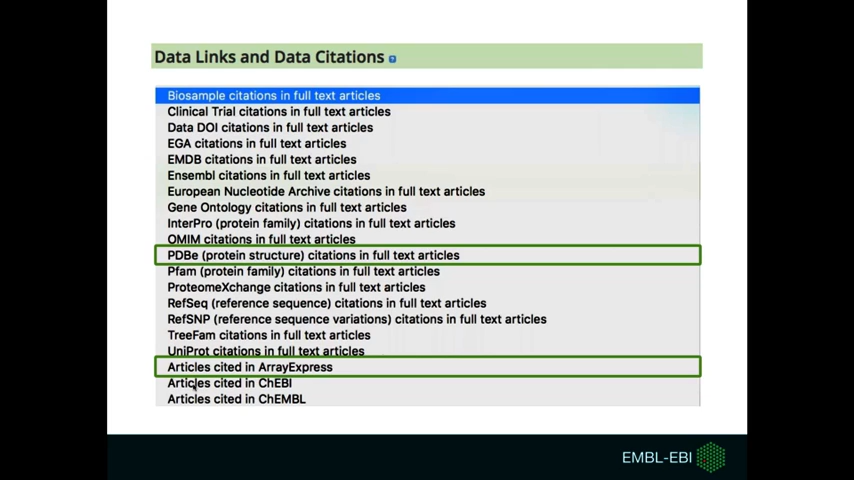 Data Links and Data Citations ?
Biosample citations in full text articles
Clinical Trial citations in full text articles
Data DOI citations in full text articles
EGA citations in full text articles
EMDB citations in full text articles
Ensembl citations in full text articles
European Nucleotide Archive citations in full text articles
Gene Ontology citations in full text articles
InterPro (protein family) citations in full text articles
OMIM citations in full text articles
PDBe (protein structure) citations in full text articles
Pfam (protein family) citations in full text articles
ProteomeXchange citations in full text articles
RefSeq (reference sequence) citations in full text articles
RefSNP (reference sequence variations) citations in full text articles
TreeFam citations in full text articles
UniProt citations in full text articles
Articles cited in ArrayExpress
Articles cited in ChEBI
Articles cited in ChEMBL
EMBL-EBI